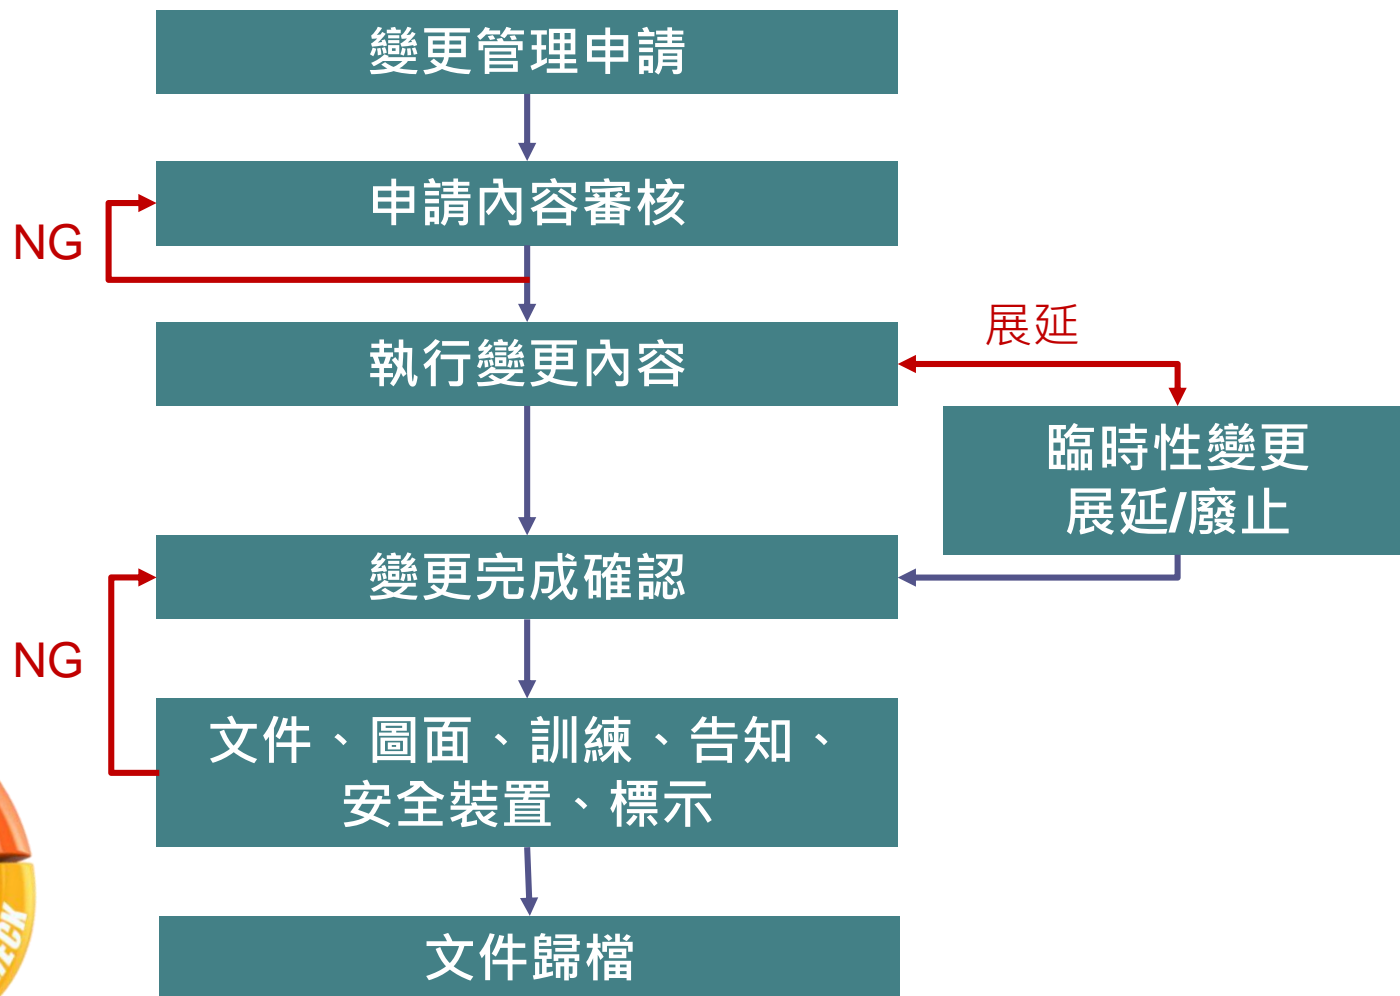 變更管理申請
申請內容審核
NG
執行變更內容
展延
臨時性變更
展延/廢止
變更完成確認
NG
文件、圖面、訓練、告知、
安全裝置、標示
文件歸檔